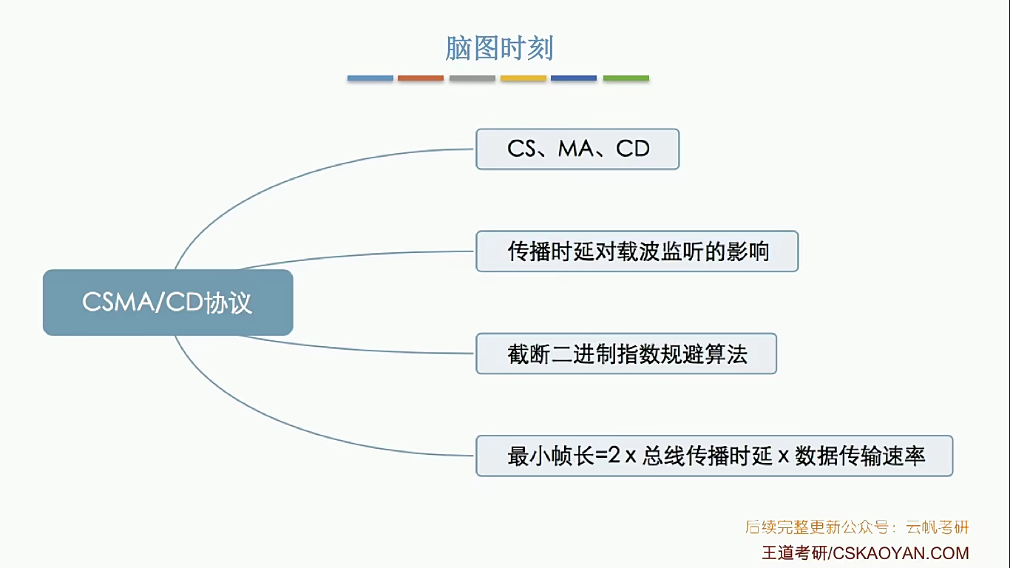 脑图时刻
CS、MA、CD
传播时延对载波监听的影响
CSMA/CD协议
截断二进制指数规避算法
最小帧长=2 x 总线传播时延 x 数据传输速率
后续完整更新公众号：云帆考研
王道考研/CSKAOYAN.COM